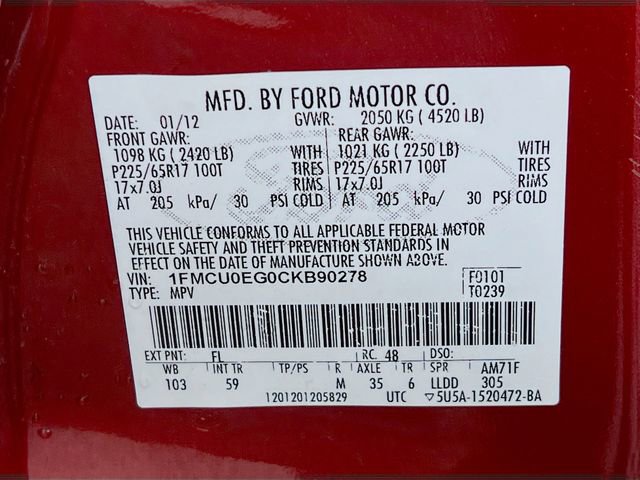 MFD. BY FORD MOTOR CO.
DATE: 01/12 GVWR: 2050 KG ( 4520 LB)
FRONT GAWR: REAR GAWR:
1098 KG ( 2420 LB) WITH 1021 KG ( 2250 LB) WITH
P225/65R17 100T TIRES P225/65R17 100T TIRES
17x7.0J RIMS 17x7.0J RIMS
AT 205 kPa/ 30 PSI COLD AT 205 kPa/ 30 PSI COLD
THIS VEHICLE CONFORMS TO ALL APPLICABLE FEDERAL MOTOR
VEHICLE SAFETY AND THEFT PREVENTION STANDARDS IN
EFFECT ON THE DATE OF MANUFACTURE SHOWN ABOVE.
VIN: 1FMCU0EG0CKB90278 F0101
TYPE: MPV T0239
EXT PNT: FL RC: 48 DSO:
WB INT TR TP/PS R AXLE TR SPR AM71F
103 59 M 35 6 LLDD 305
1201201205829 UTC ▽5U5A-1520472-BA